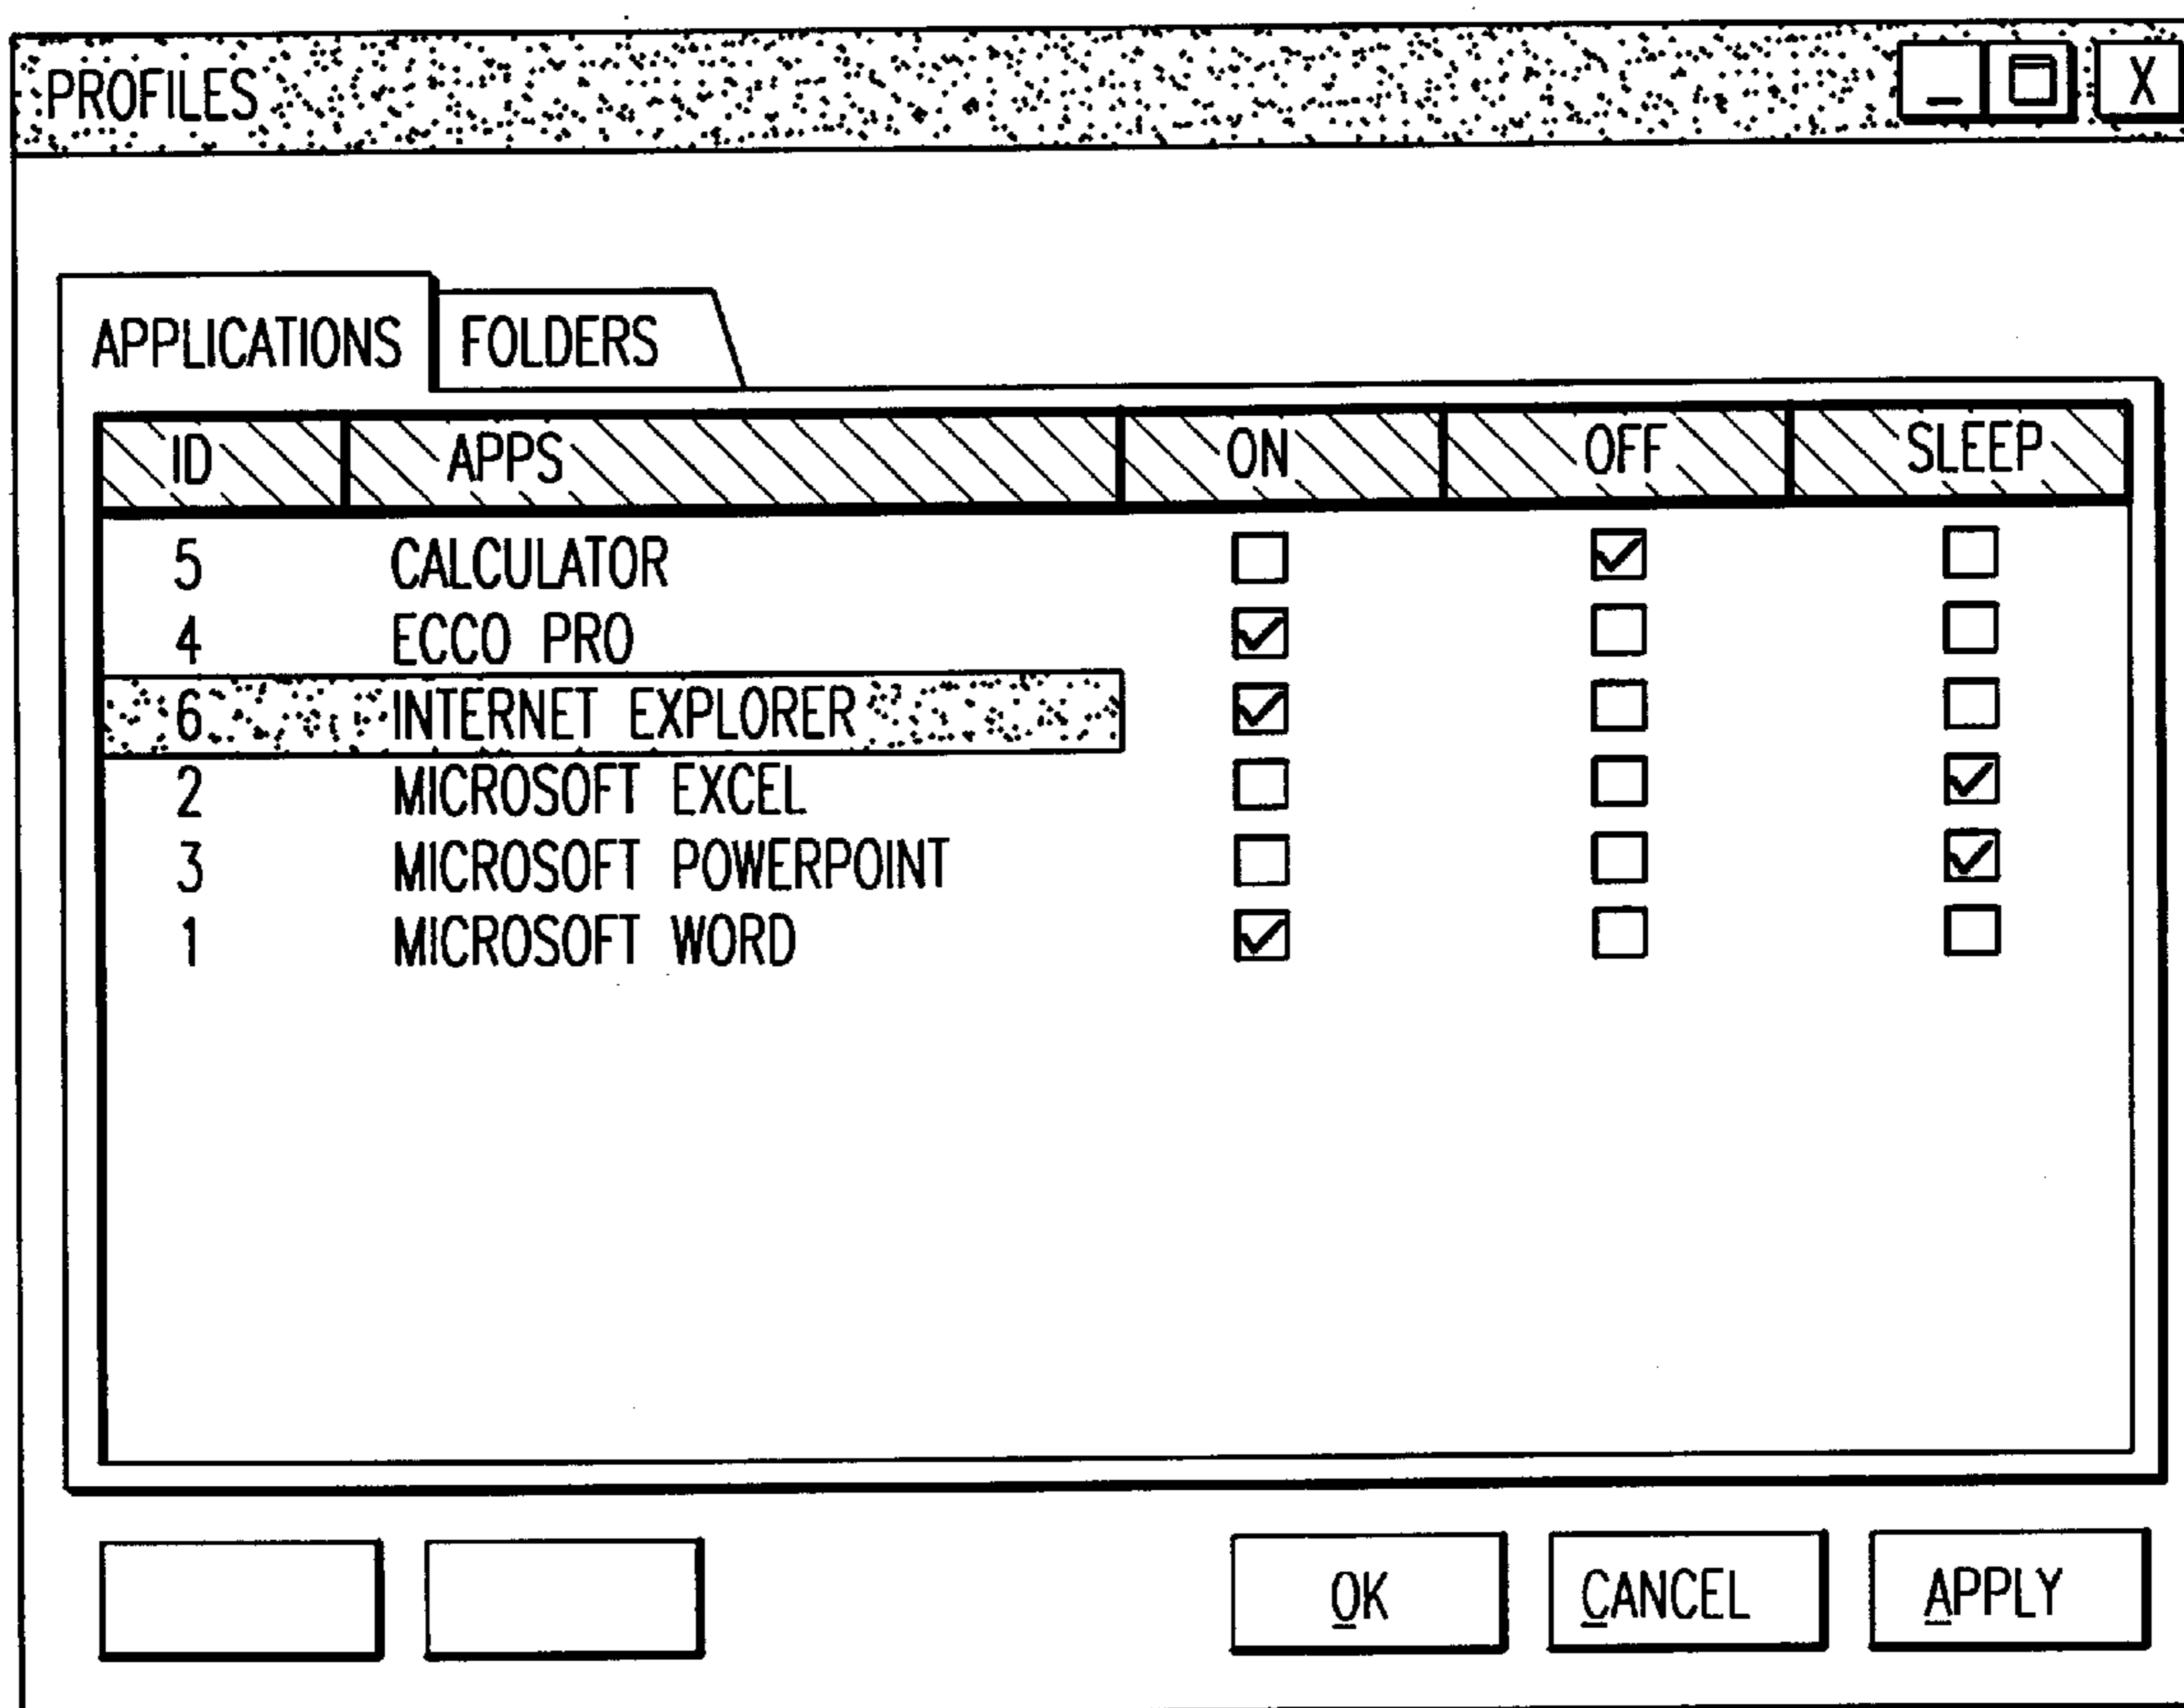 PROFILES X
APPLICATIONS FOLDERS
ID APPS ON OFF SLEEP
5 CALCULATOR
4 ECCO PRO
6 INTERNET EXPLORER
2 MICROSOFT EXCEL
3 MICROSOFT POWERPOINT
1 MICROSOFT WORD
OK CANCEL APPLY